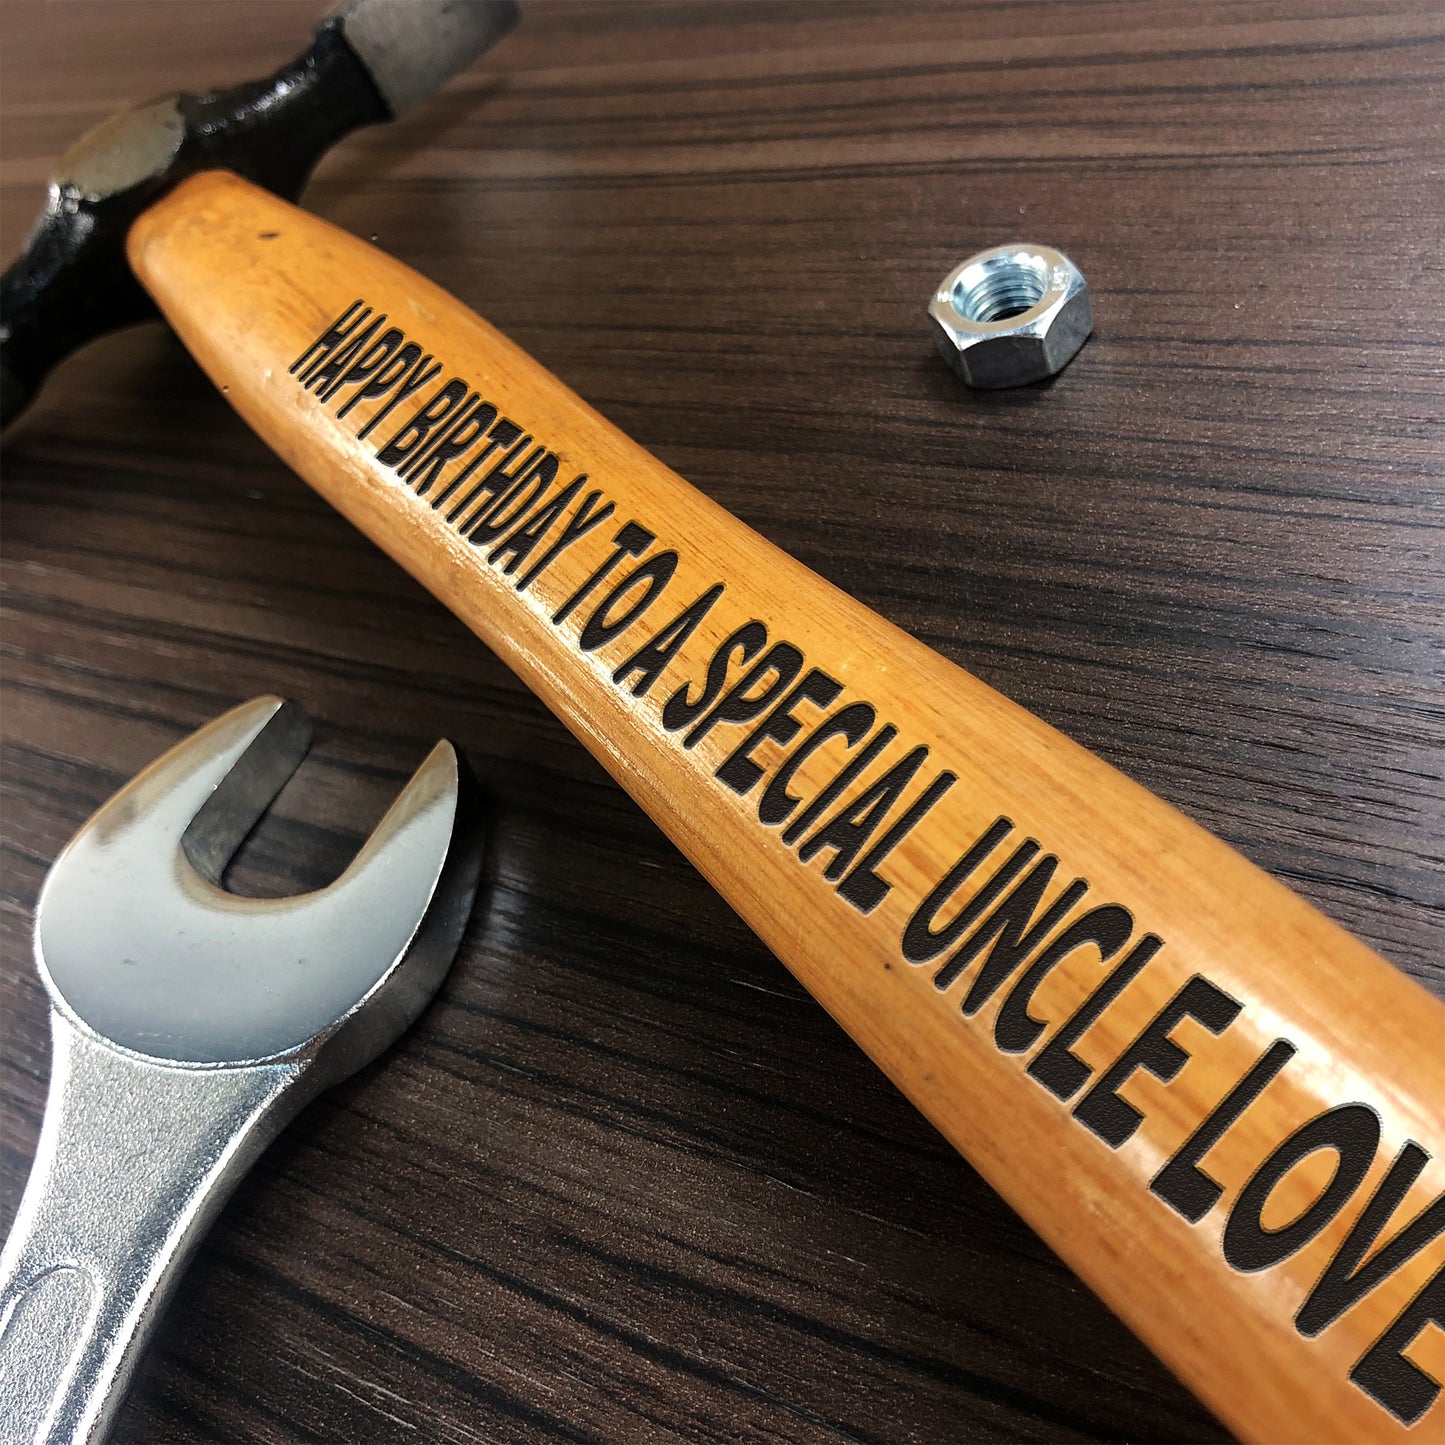 HAPPY BIRTHDAY TO A SPECIAL UNCLE LOVE